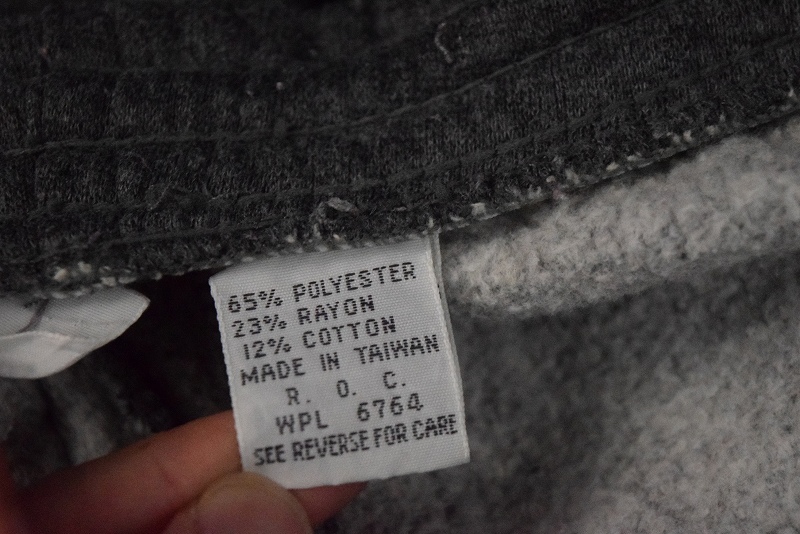 65% POLYESTER
23% RAYON
12% COTTON
MADE IN TAIWAN
R. O. C.
WPL 6764
SEE REVERSE FOR CARE